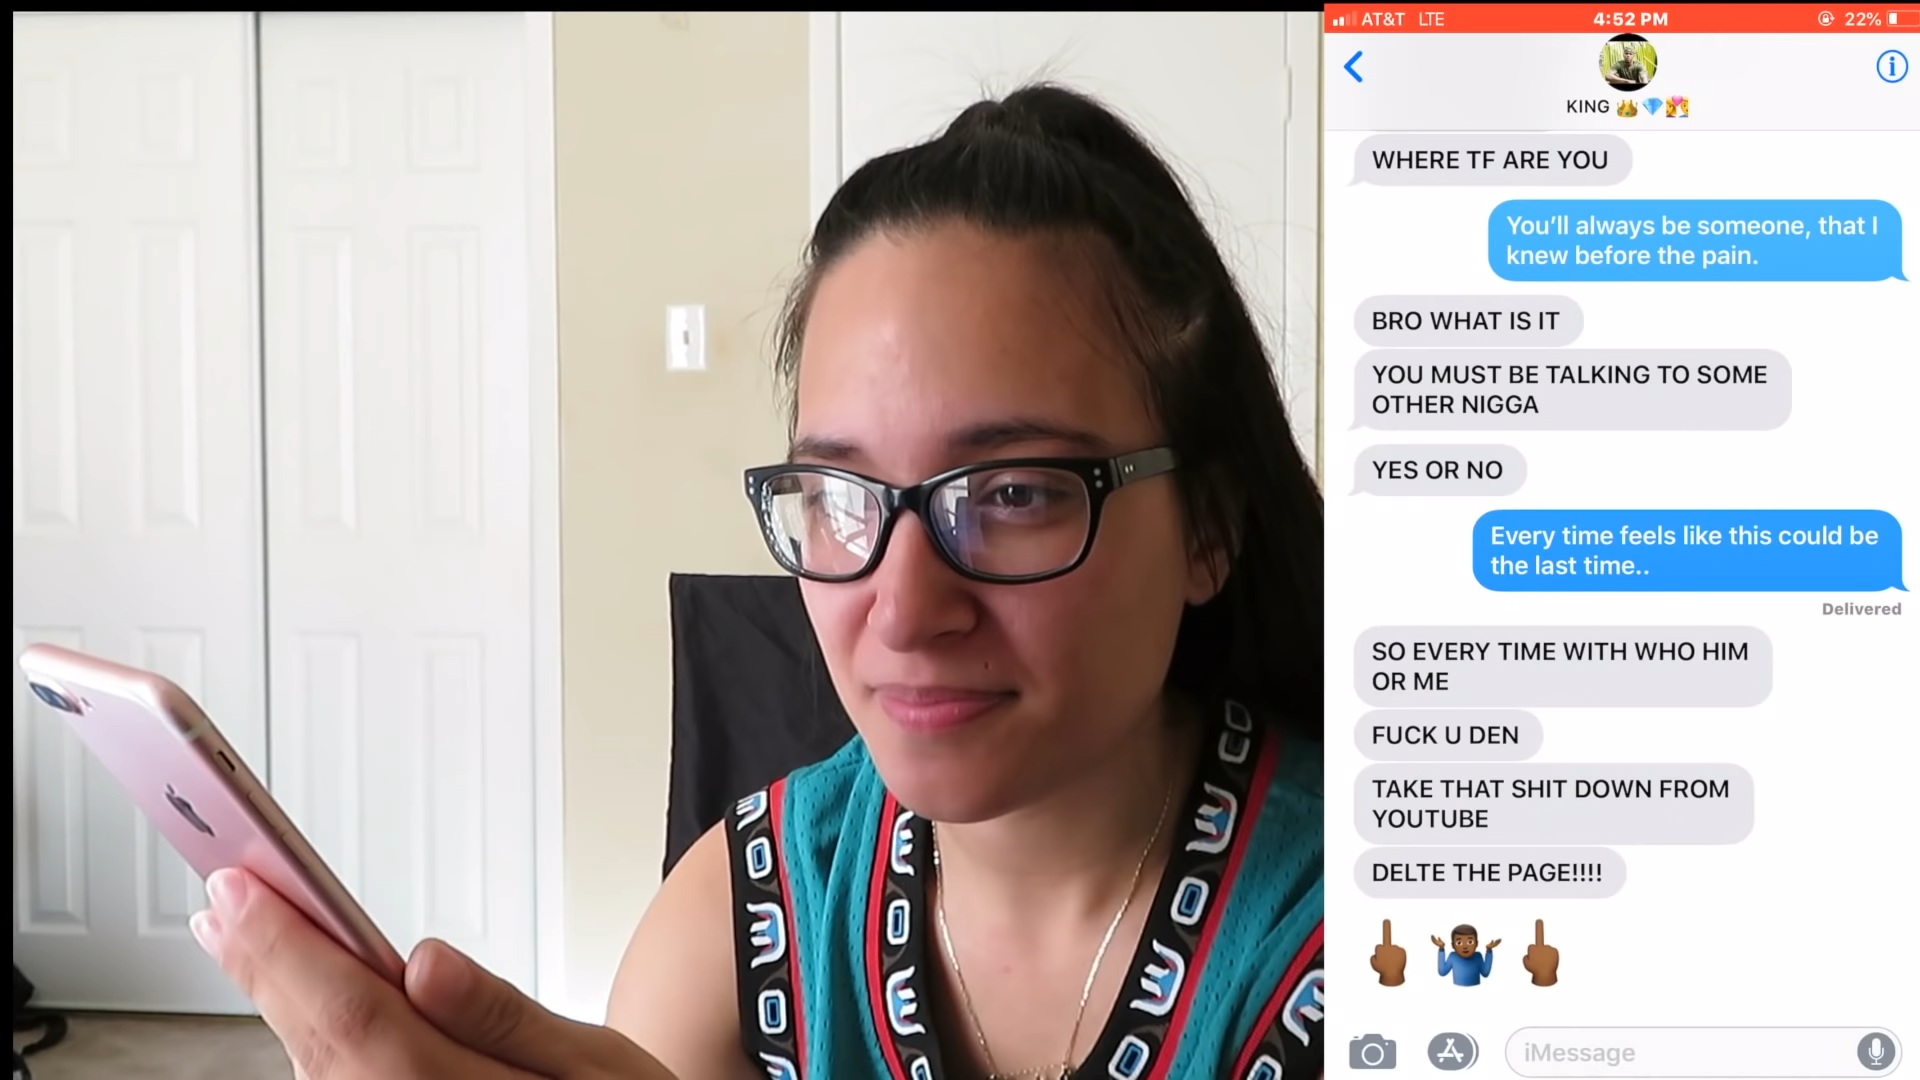 AT&T LTE 4:52 PM 22%
KING 👑💎💏
WHERE TF ARE YOU
You'll always be someone, that I
knew before the pain.
BRO WHAT IS IT
YOU MUST BE TALKING TO SOME
OTHER NIGGA
YES OR NO
Every time feels like this could be
the last time..
Delivered
SO EVERY TIME WITH WHO HIM
OR ME
FUCK U DEN
TAKE THAT SHIT DOWN FROM
YOUTUBE
DELTE THE PAGE!!!!
🖕🏾 🤷🏾‍♂️ 🖕🏾
iMessage